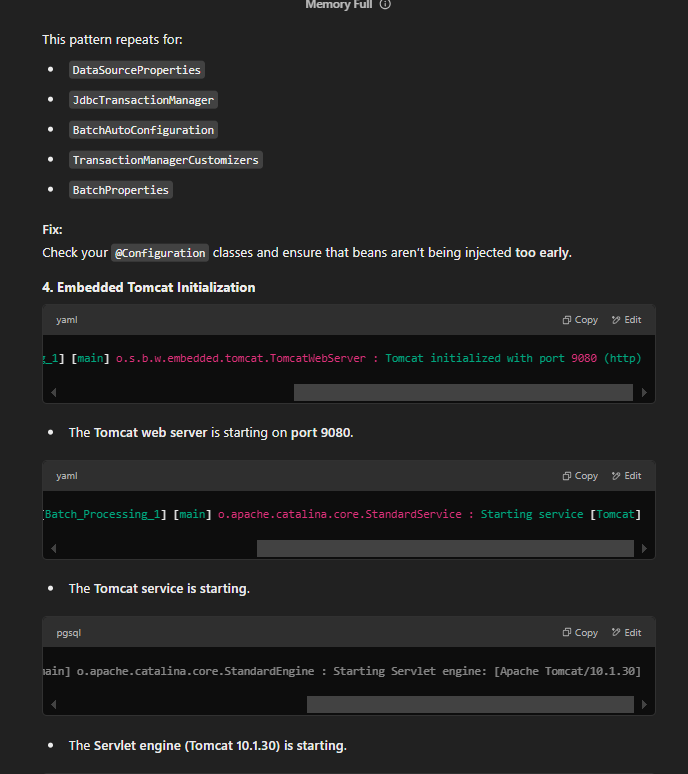 Memory Full
This pattern repeats for:
DataSourceProperties
JdbcTransactionManager
BatchAutoConfiguration
TransactionManagerCustomizers
BatchProperties
Fix:
Check your @Configuration classes and ensure that beans aren't being injected too early.
4. Embedded Tomcat Initialization
yaml Copy Edit
_1] [main] o.s.b.w.embedded.tomcat.TomcatWebServer : Tomcat initialized with port 9080 (http)
The Tomcat web server is starting on port 9080.
yaml Copy Edit
[Batch_Processing_1] [main] o.apache.catalina.core.StandardService : Starting service [Tomcat]
The Tomcat service is starting.
pgsql Copy Edit
main] o.apache.catalina.core.StandardEngine : Starting Servlet engine: [Apache Tomcat/10.1.30]
The Servlet engine (Tomcat 10.1.30) is starting.